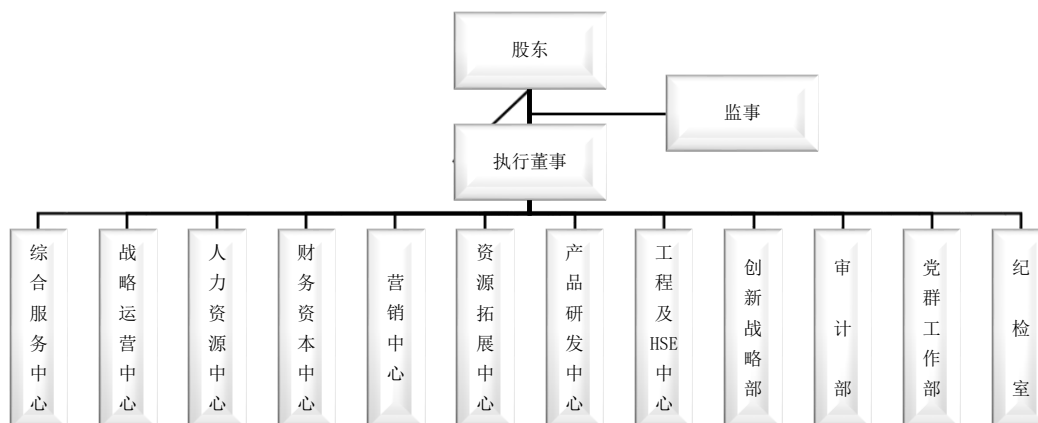 股东
监事
执行董事
综合服务中心
战略运营中心
人力资源中心
财务资本中心
营销中心
资源拓展中心
产品研发中心
工程及HSE中心
创新战略部
审计部
党群工作部
纪检室